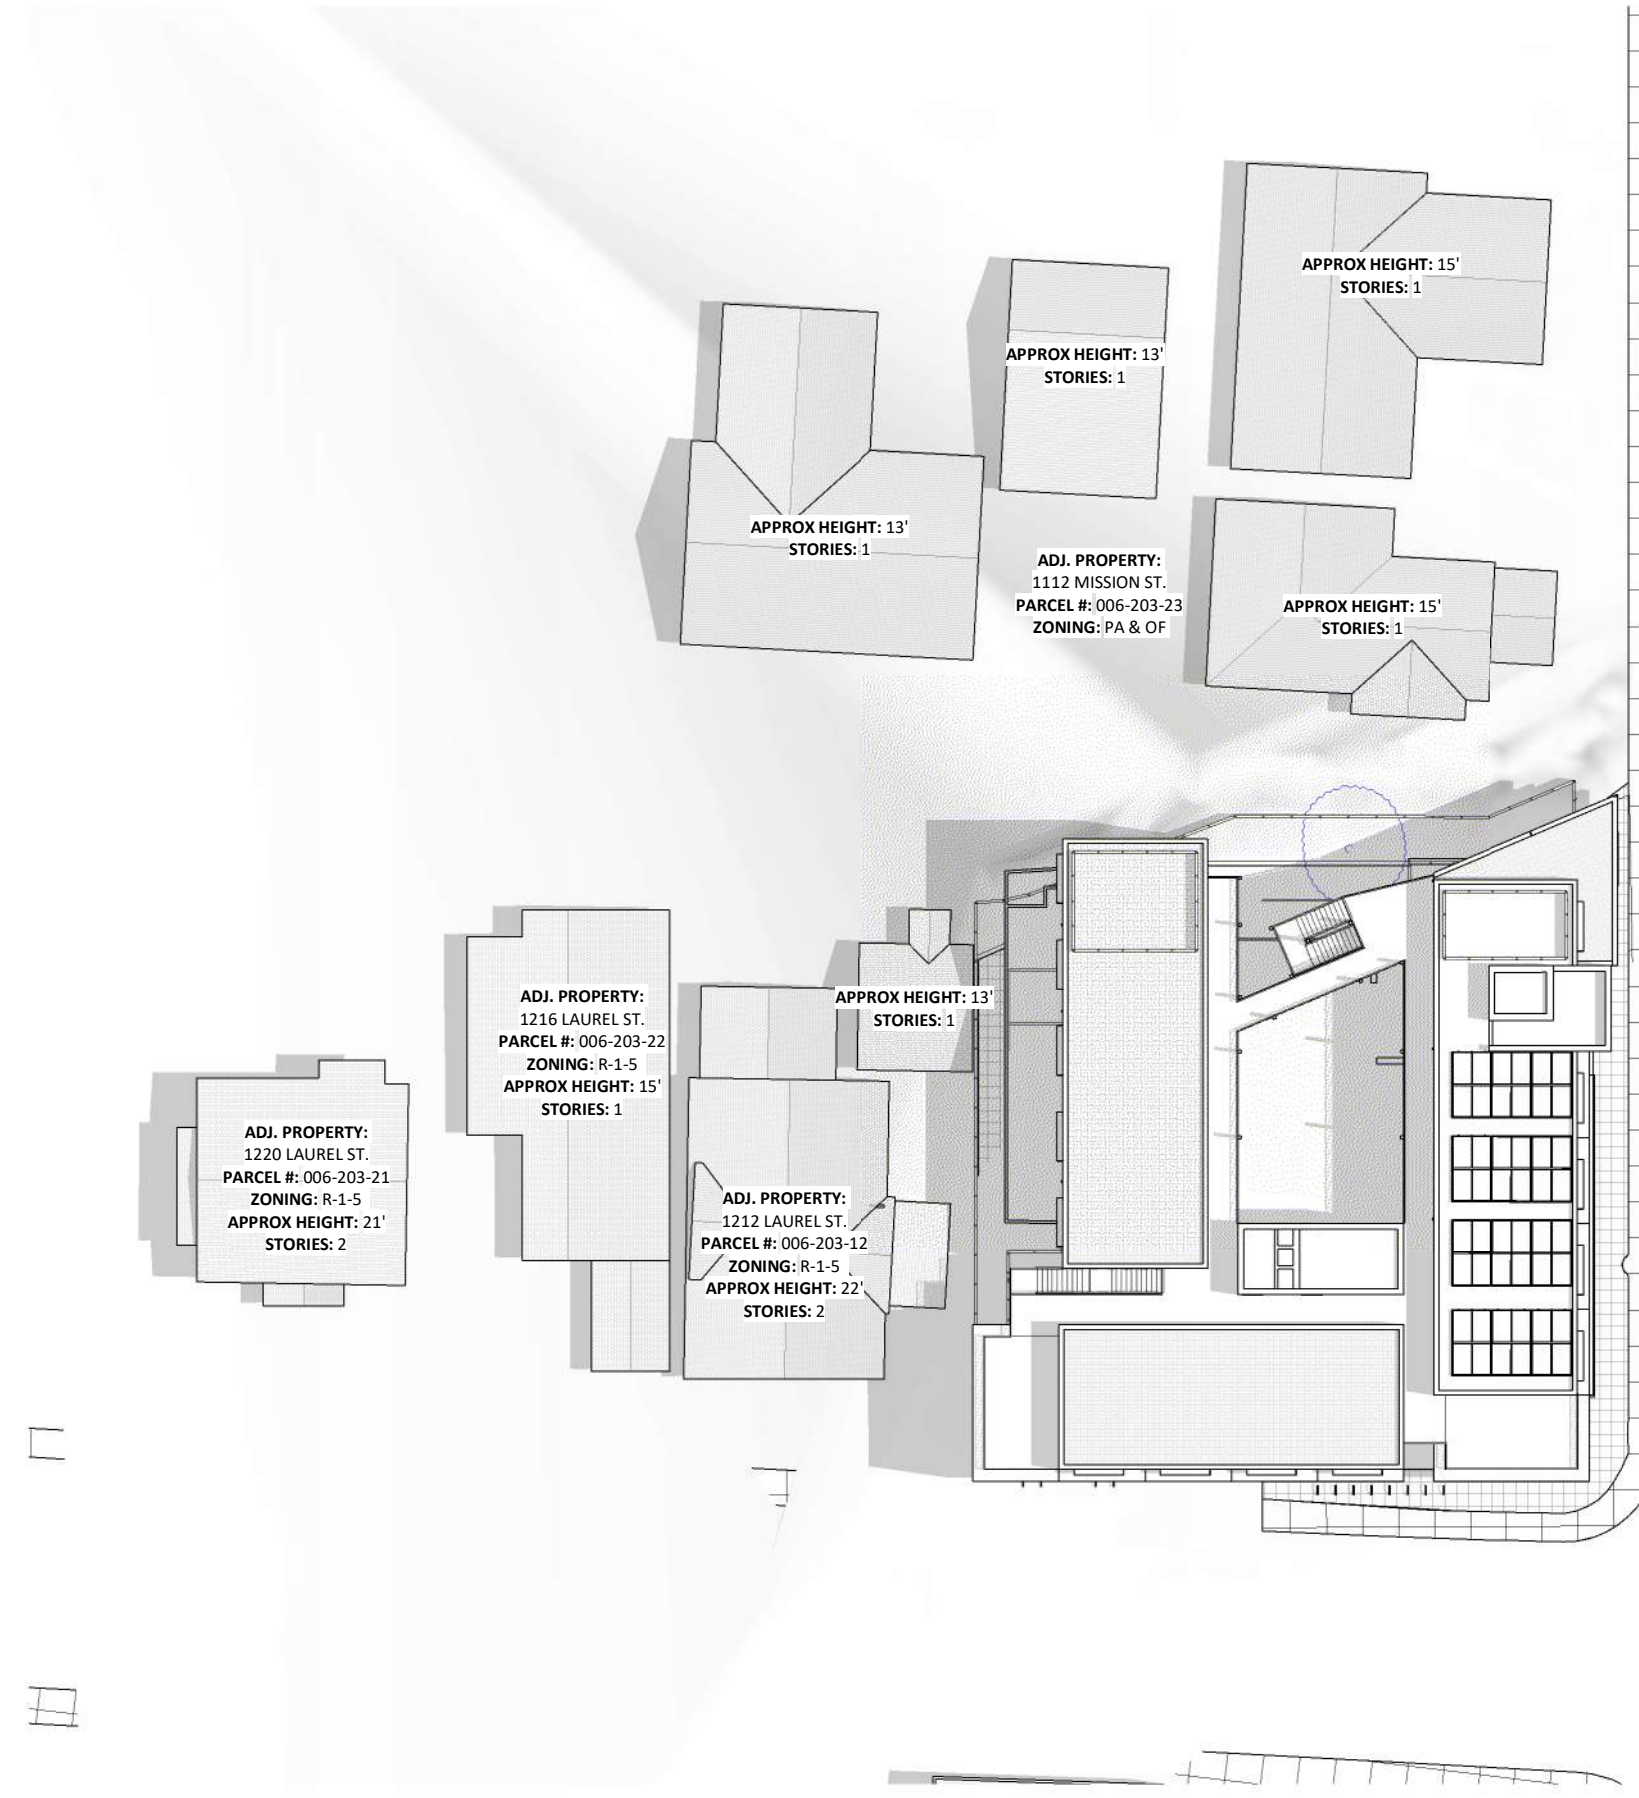 APPROX HEIGHT: 15'
STORIES: 1
APPROX HEIGHT: 13'
STORIES: 1
APPROX HEIGHT: 13'
STORIES: 1
ADJ. PROPERTY:
1112 MISSION ST.
PARCEL #: 006-203-23
ZONING: PA & OF
APPROX HEIGHT: 15'
STORIES: 1
ADJ. PROPERTY:
1216 LAUREL ST.
PARCEL #: 006-203-22
ZONING: R-1-5
APPROX HEIGHT: 15'
STORIES: 1
APPROX HEIGHT: 13'
STORIES: 1
ADJ. PROPERTY:
1220 LAUREL ST.
PARCEL #: 006-203-21
ZONING: R-1-5
APPROX HEIGHT: 21'
STORIES: 2
ADJ. PROPERTY:
1212 LAUREL ST.
PARCEL #: 006-203-12
ZONING: R-1-5
APPROX HEIGHT: 22'
STORIES: 2